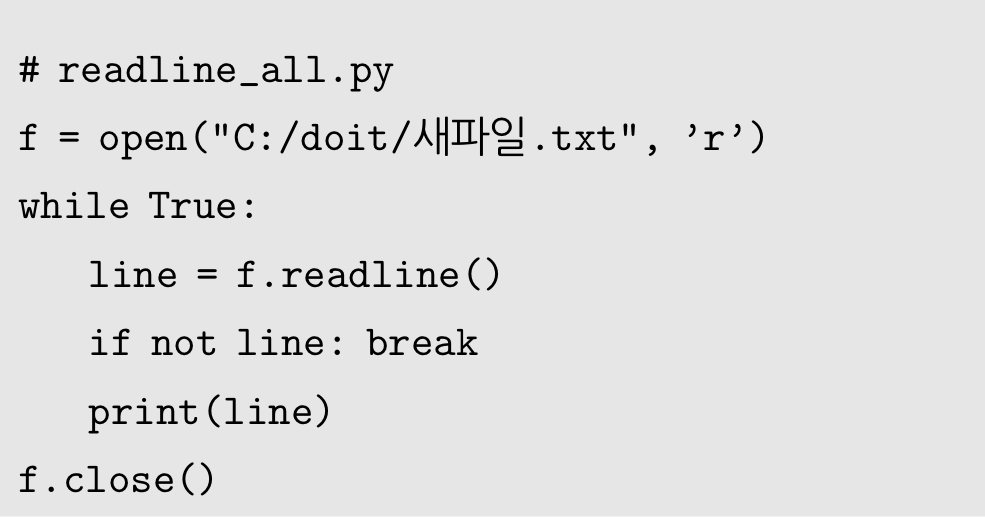 # readline_all.py
f = open("C:/doit/새파일.txt", ’r’)
while True:
line = f.readline()
if not line: break
print(line)
f.close()